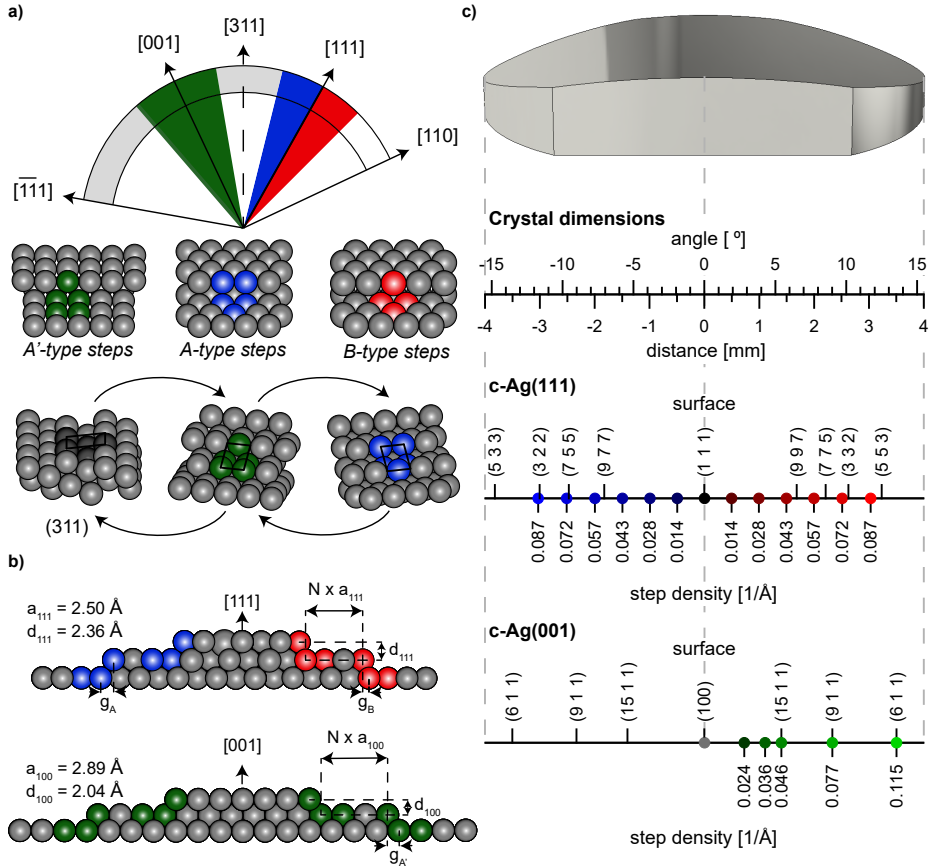 a)
[001]
[311]
[111]
[110]
[1̅1̅1]
A'-type steps
A-type steps
B-type steps
(311)
b)
a111 = 2.50 Å
d111 = 2.36 Å
[111]
N x a111
d111
gA
gB
a100 = 2.89 Å
d100 = 2.04 Å
[001]
N x a100
d100
gA'
c)
Crystal dimensions
angle [ º]
-15 -10 -5 0 5 10 15
-4 -3 -2 -1 0 1 2 3 4
distance [mm]
c-Ag(111)
surface
(5 3 3) (3 2 2) (7 5 5) (9 7 7) (1 1 1) (9 9 7) (7 7 5) (3 3 2) (5 5 3)
0.087 0.072 0.057 0.043 0.028 0.014 0.014 0.028 0.043 0.057 0.072 0.087
step density [1/Å]
c-Ag(001)
surface
(6 1 1) (9 1 1) (15 1 1) (100) (15 1 1) (9 1 1) (6 1 1)
0.024 0.036 0.046 0.077 0.115
step density [1/Å]